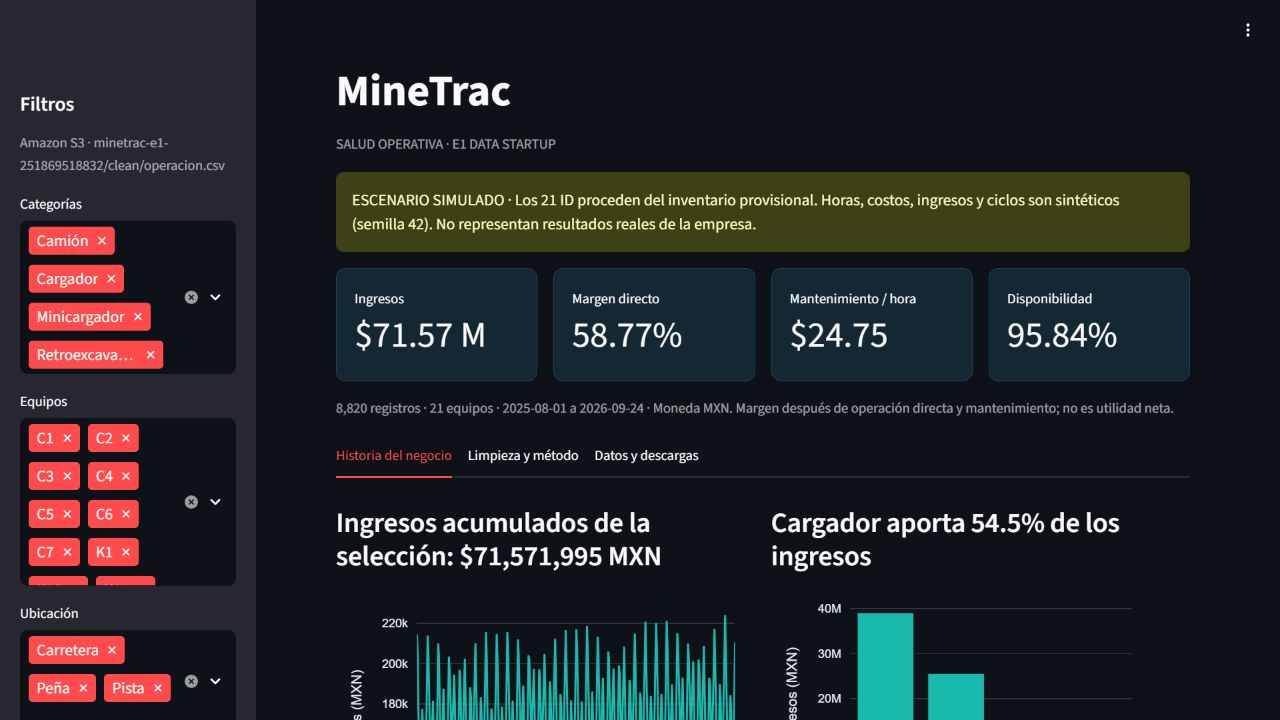 Filtros
Amazon S3 · minetrac-e1-
251869518832/clean/operacion.csv
Categorías
Camión ×
Cargador ×
Minicargador ×
Retroexcava… ×
Equipos
C1 × C2 ×
C3 × C4 ×
C5 × C6 ×
C7 × K1 ×
Ubicación
Carretera ×
Peña × Pista ×
MineTrac
SALUD OPERATIVA · E1 DATA STARTUP
ESCENARIO SIMULADO · Los 21 ID proceden del inventario provisional. Horas, costos, ingresos y ciclos son sintéticos
(semilla 42). No representan resultados reales de la empresa.
Ingresos
$71.57 M
Margen directo
58.77%
Mantenimiento / hora
$24.75
Disponibilidad
95.84%
8,820 registros · 21 equipos · 2025-08-01 a 2026-09-24 · Moneda MXN. Margen después de operación directa y mantenimiento; no es utilidad neta.
Historia del negocio Limpieza y método Datos y descargas
Ingresos acumulados de la
selección: $71,571,995 MXN
220k
200k
180k
(MXN)
Cargador aporta 54.5% de los
ingresos
40M
30M
20M
(MXN)